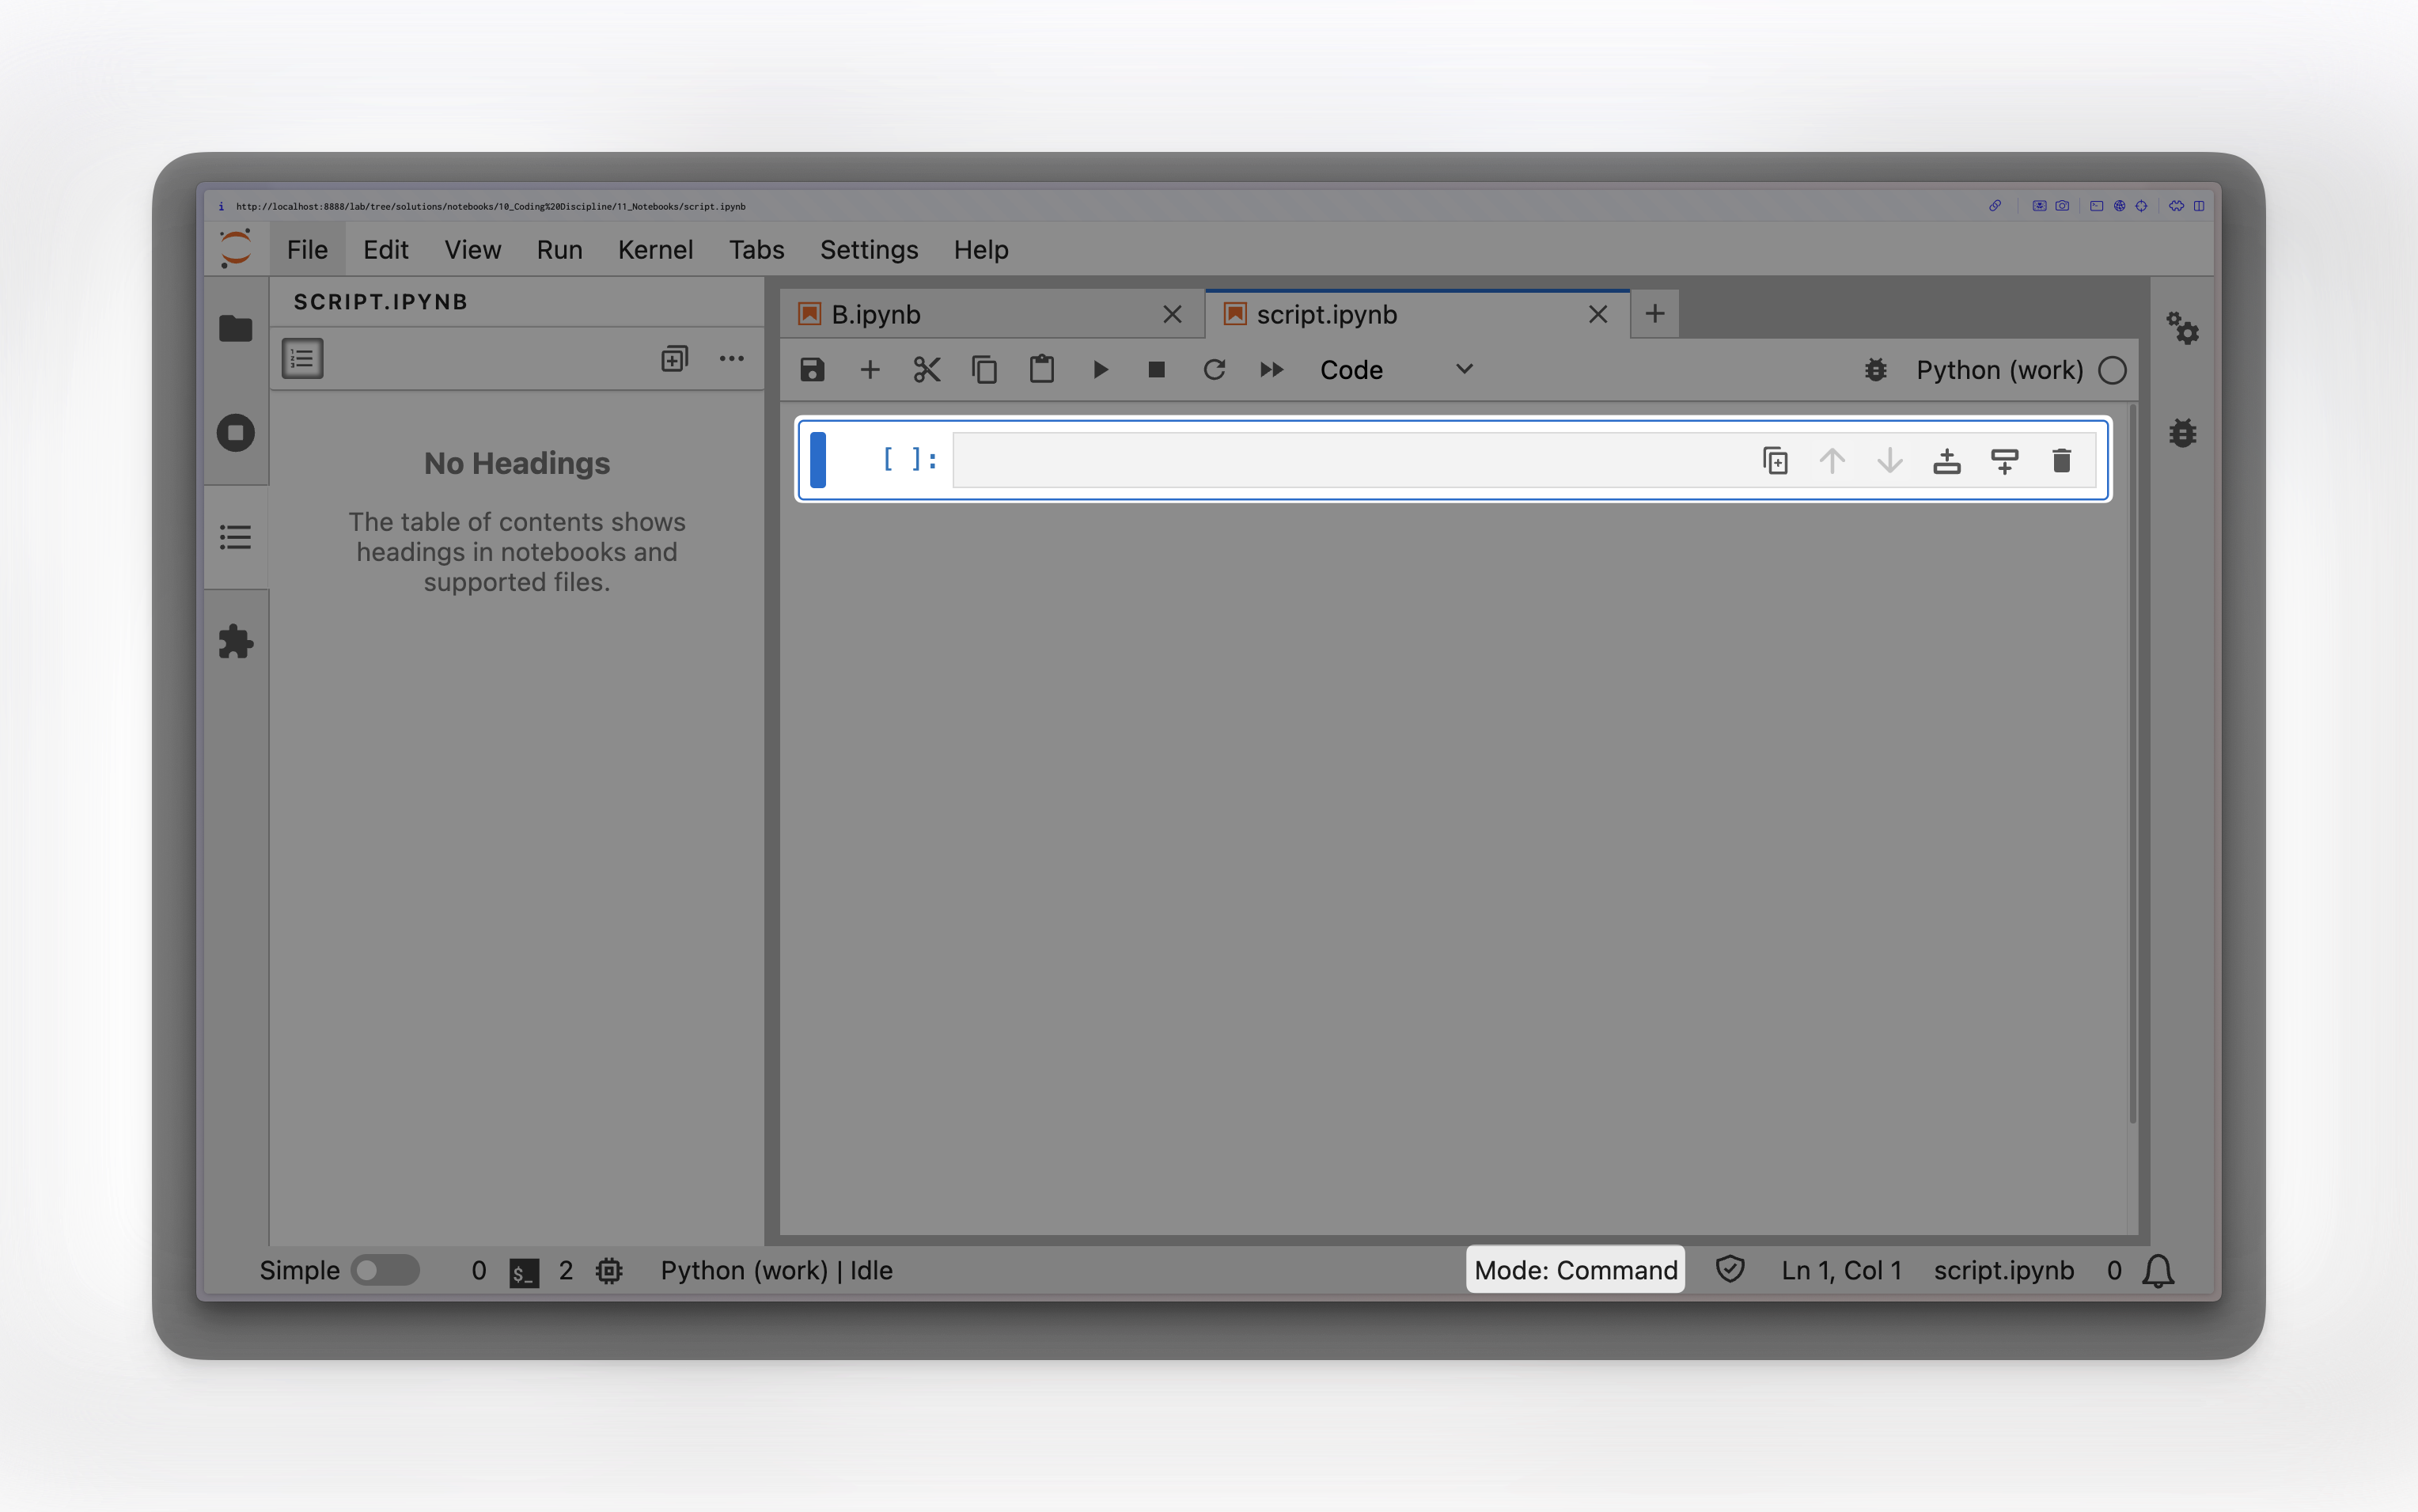 i http://localhost:8888/lab/tree/solutions/notebooks/10_Coding%20Discipline/11_Notebooks/script.ipynb
File Edit View Run Kernel Tabs Settings Help
SCRIPT.IPYNB
No Headings
The table of contents shows
headings in notebooks and
supported files.
B.ipynb script.ipynb
Code Python (work)
[ ]:
Simple 0 $_ 2 Python (work) | Idle Mode: Command Ln 1, Col 1 script.ipynb 0